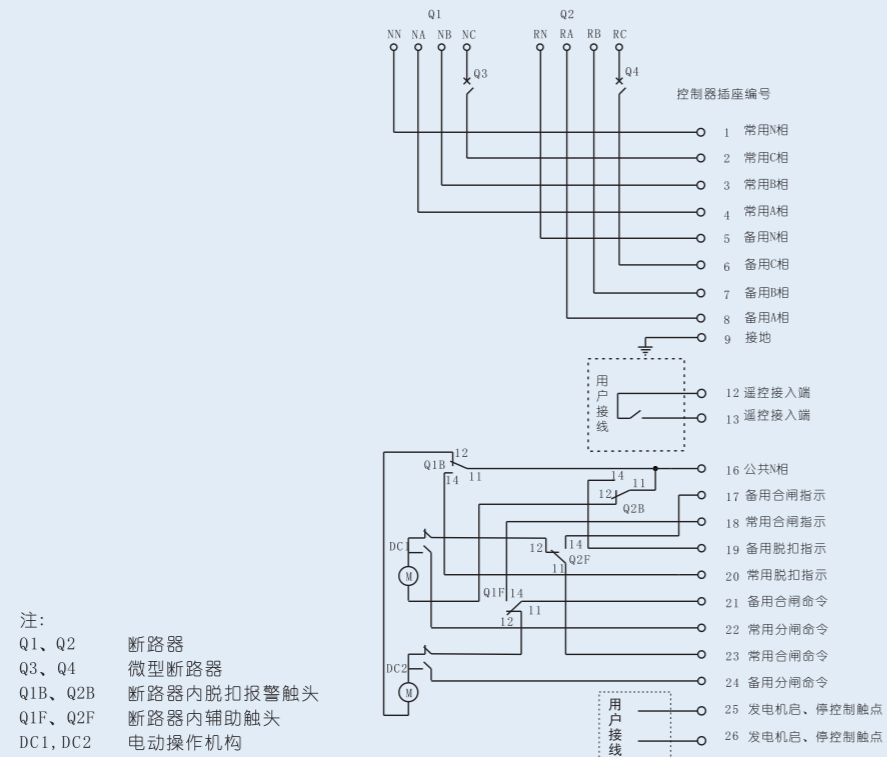 Q1
Q2
NN NA NB NC
RN RA RB RC
Q3
Q4
控制器插座编号
1 常用N相
2 常用C相
3 常用B相
4 常用A相
5 备用N相
6 备用C相
7 备用B相
8 备用A相
9 接地
用户接线
12 遥控接入端
13 遥控接入端
12
Q1B
11
14
16 公共N相
14
11
12
Q2B
17 备用合闸指示
18 常用合闸指示
DC1
12
14
Q2F
11
19 备用脱扣指示
M
20 常用脱扣指示
Q1F 14
11
12
21 备用合闸命令
22 常用分闸命令
23 常用合闸命令
DC2
24 备用分闸命令
M
用户接线
25 发电机启、停控制触点
26 发电机启、停控制触点
注:
Q1、Q2 断路器
Q3、Q4 微型断路器
Q1B、Q2B 断路器内脱扣报警触头
Q1F、Q2F 断路器内辅助触头
DC1,DC2 电动操作机构